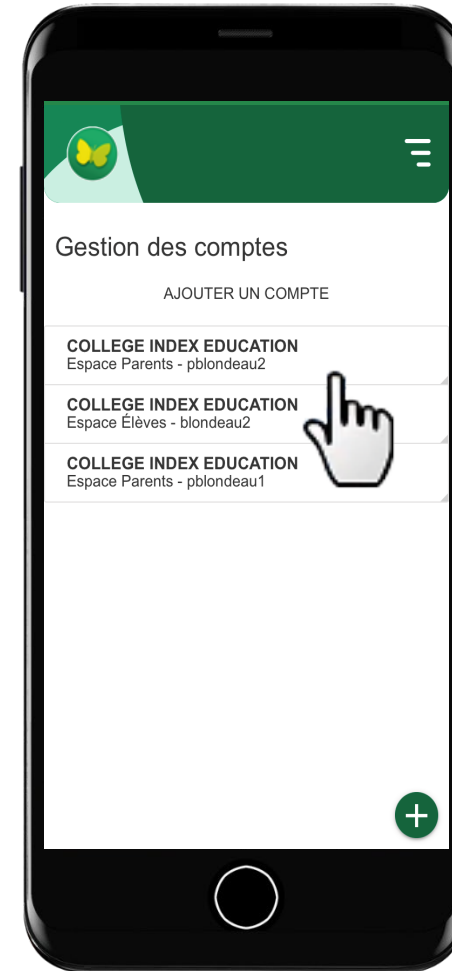 Gestion des comptes
AJOUTER UN COMPTE
COLLEGE INDEX EDUCATION
Espace Parents - pblondeau2
COLLEGE INDEX EDUCATION
Espace Élèves - blondeau2
COLLEGE INDEX EDUCATION
Espace Parents - pblondeau1